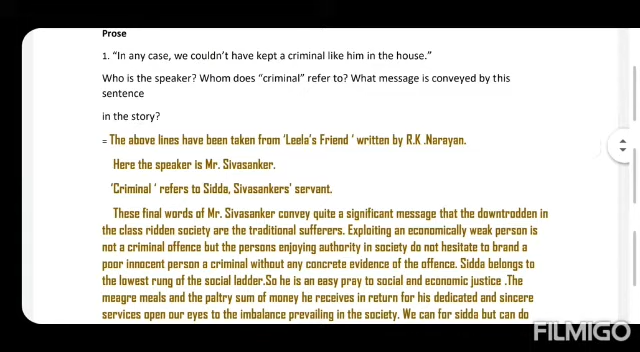 Prose
1. “In any case, we couldn’t have kept a criminal like him in the house.”
Who is the speaker? Whom does “criminal” refer to? What message is conveyed by this
sentence
in the story?
= The above lines have been taken from ‘Leela’s Friend ‘ written by R.K .Narayan.
Here the speaker is Mr. Sivasanker.
‘Criminal ‘ refers to Sidda, Sivasankers’ servant.
These final words of Mr. Sivasanker convey quite a significant message that the downtrodden in
the class ridden society are the traditional sufferers. Exploiting an economically weak person is
not a criminal offence but the persons enjoying authority in society do not hesitate to brand a
poor innocent person a criminal without any concrete evidence of the offence. Sidda belongs to
the lowest rung of the social ladder.So he is an easy pray to social and economic justice .The
meagre meals and the paltry sum of money he receives in return for his dedicated and sincere
services open our eyes to the imbalance prevailing in the society. We can for sidda but can do
FILMIGO